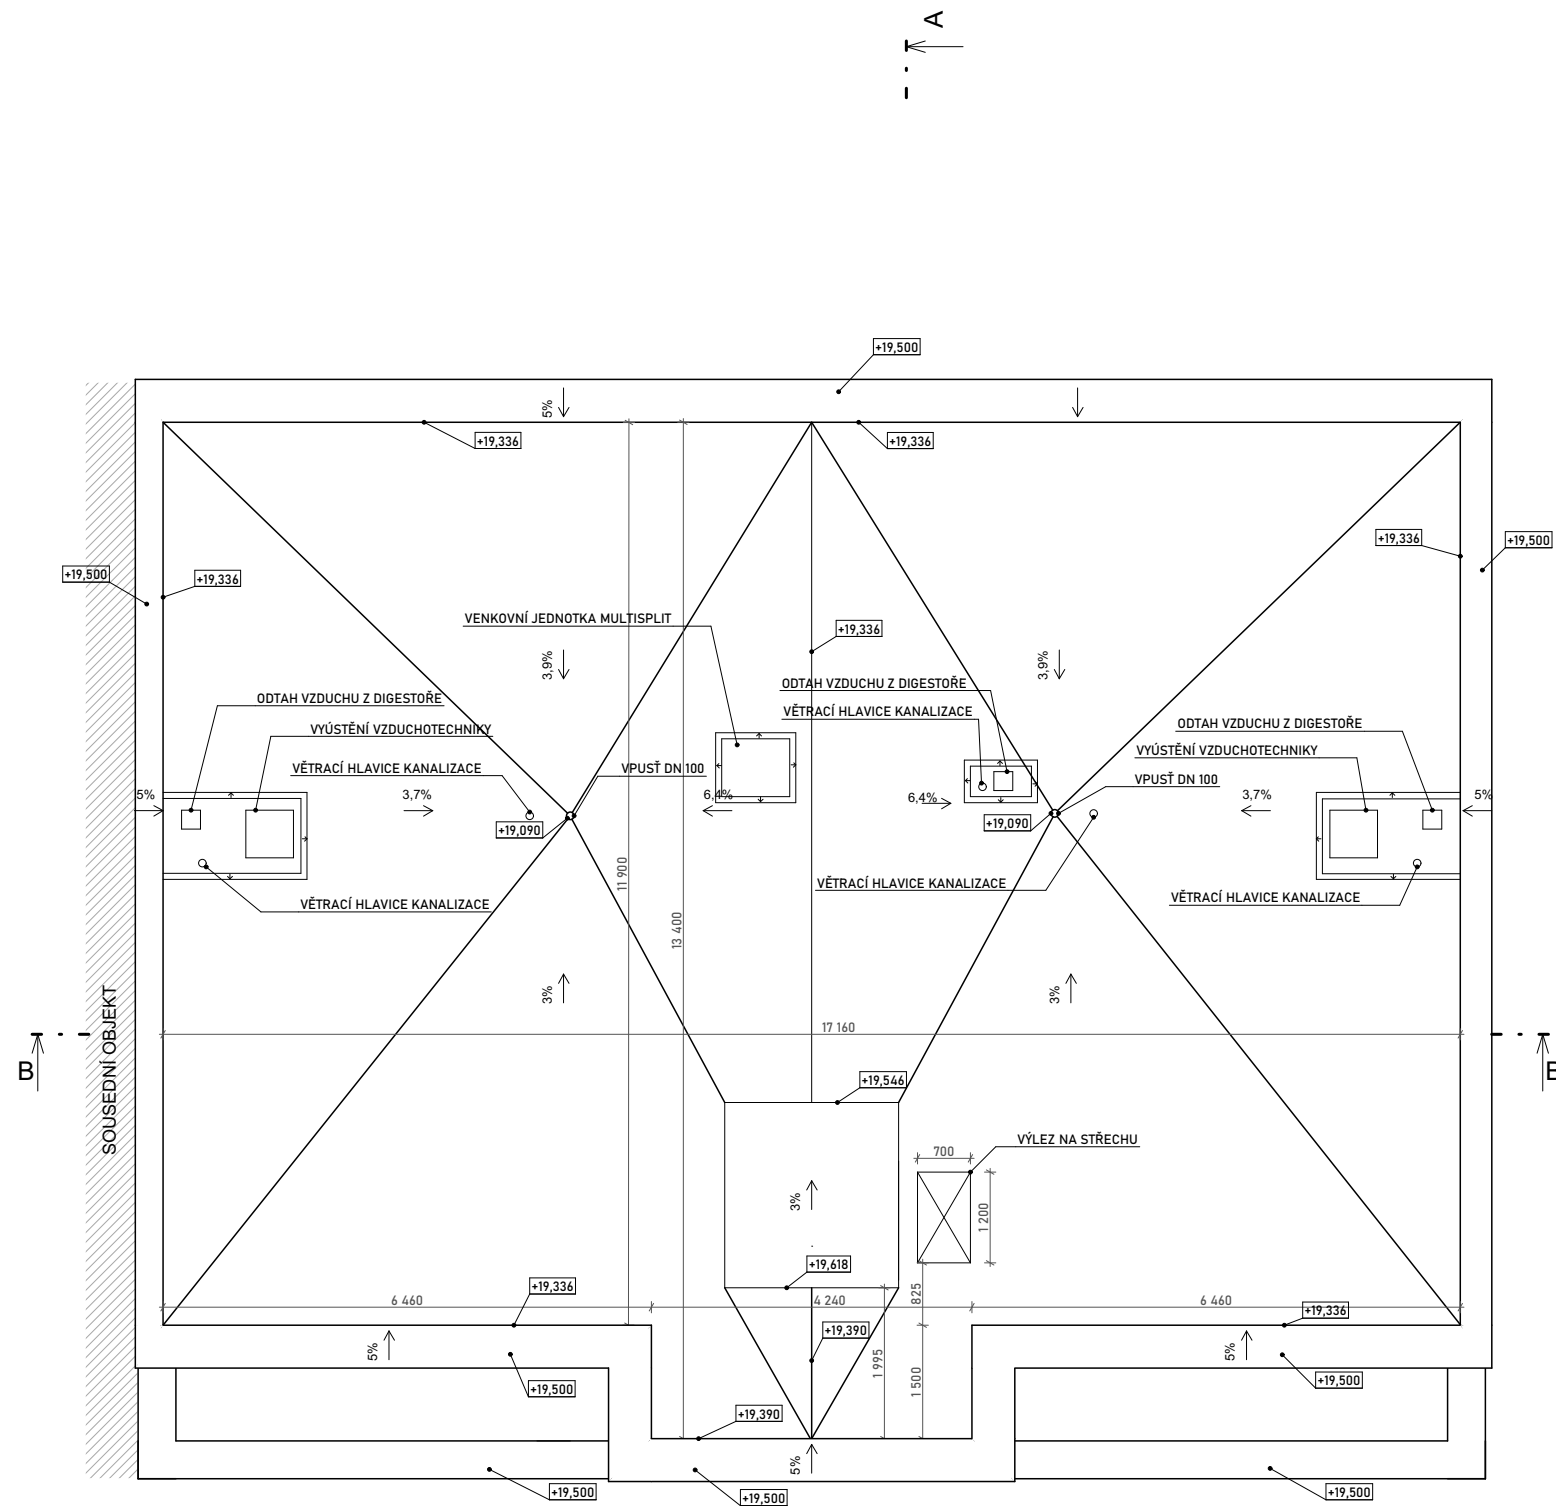 A
+19,500
5%
+19,336
+19,336
+19,336
+19,500
+19,500
+19,336
VENKOVNÍ JEDNOTKA MULTISPLIT
+19,336
3,9%
3,9%
ODTAH VZDUCHU Z DIGESTOŘE
ODTAH VZDUCHU Z DIGESTOŘE
VĚTRACÍ HLAVICE KANALIZACE
ODTAH VZDUCHU Z DIGESTOŘE
VYÚSTĚNÍ VZDUCHOTECHNIKY
VYÚSTĚNÍ VZDUCHOTECHNIKY
VĚTRACÍ HLAVICE KANALIZACE
VPUSŤ DN 100
VPUSŤ DN 100
5%
3,7%
6,4%
6,4%
3,7%
5%
+19,090
+19,090
11 900
VĚTRACÍ HLAVICE KANALIZACE
VĚTRACÍ HLAVICE KANALIZACE
VĚTRACÍ HLAVICE KANALIZACE
13 400
3%
3%
SOUSEDNÍ OBJEKT
17 160
B
+19,546
VÝLEZ NA STŘECHU
700
3%
1 200
+19,618
+19,336
825
6 460
4 240
6 460
+19,336
+19,390
5%
5%
1 995
1 500
+19,500
+19,500
+19,390
5%
+19,500
+19,500
+19,500